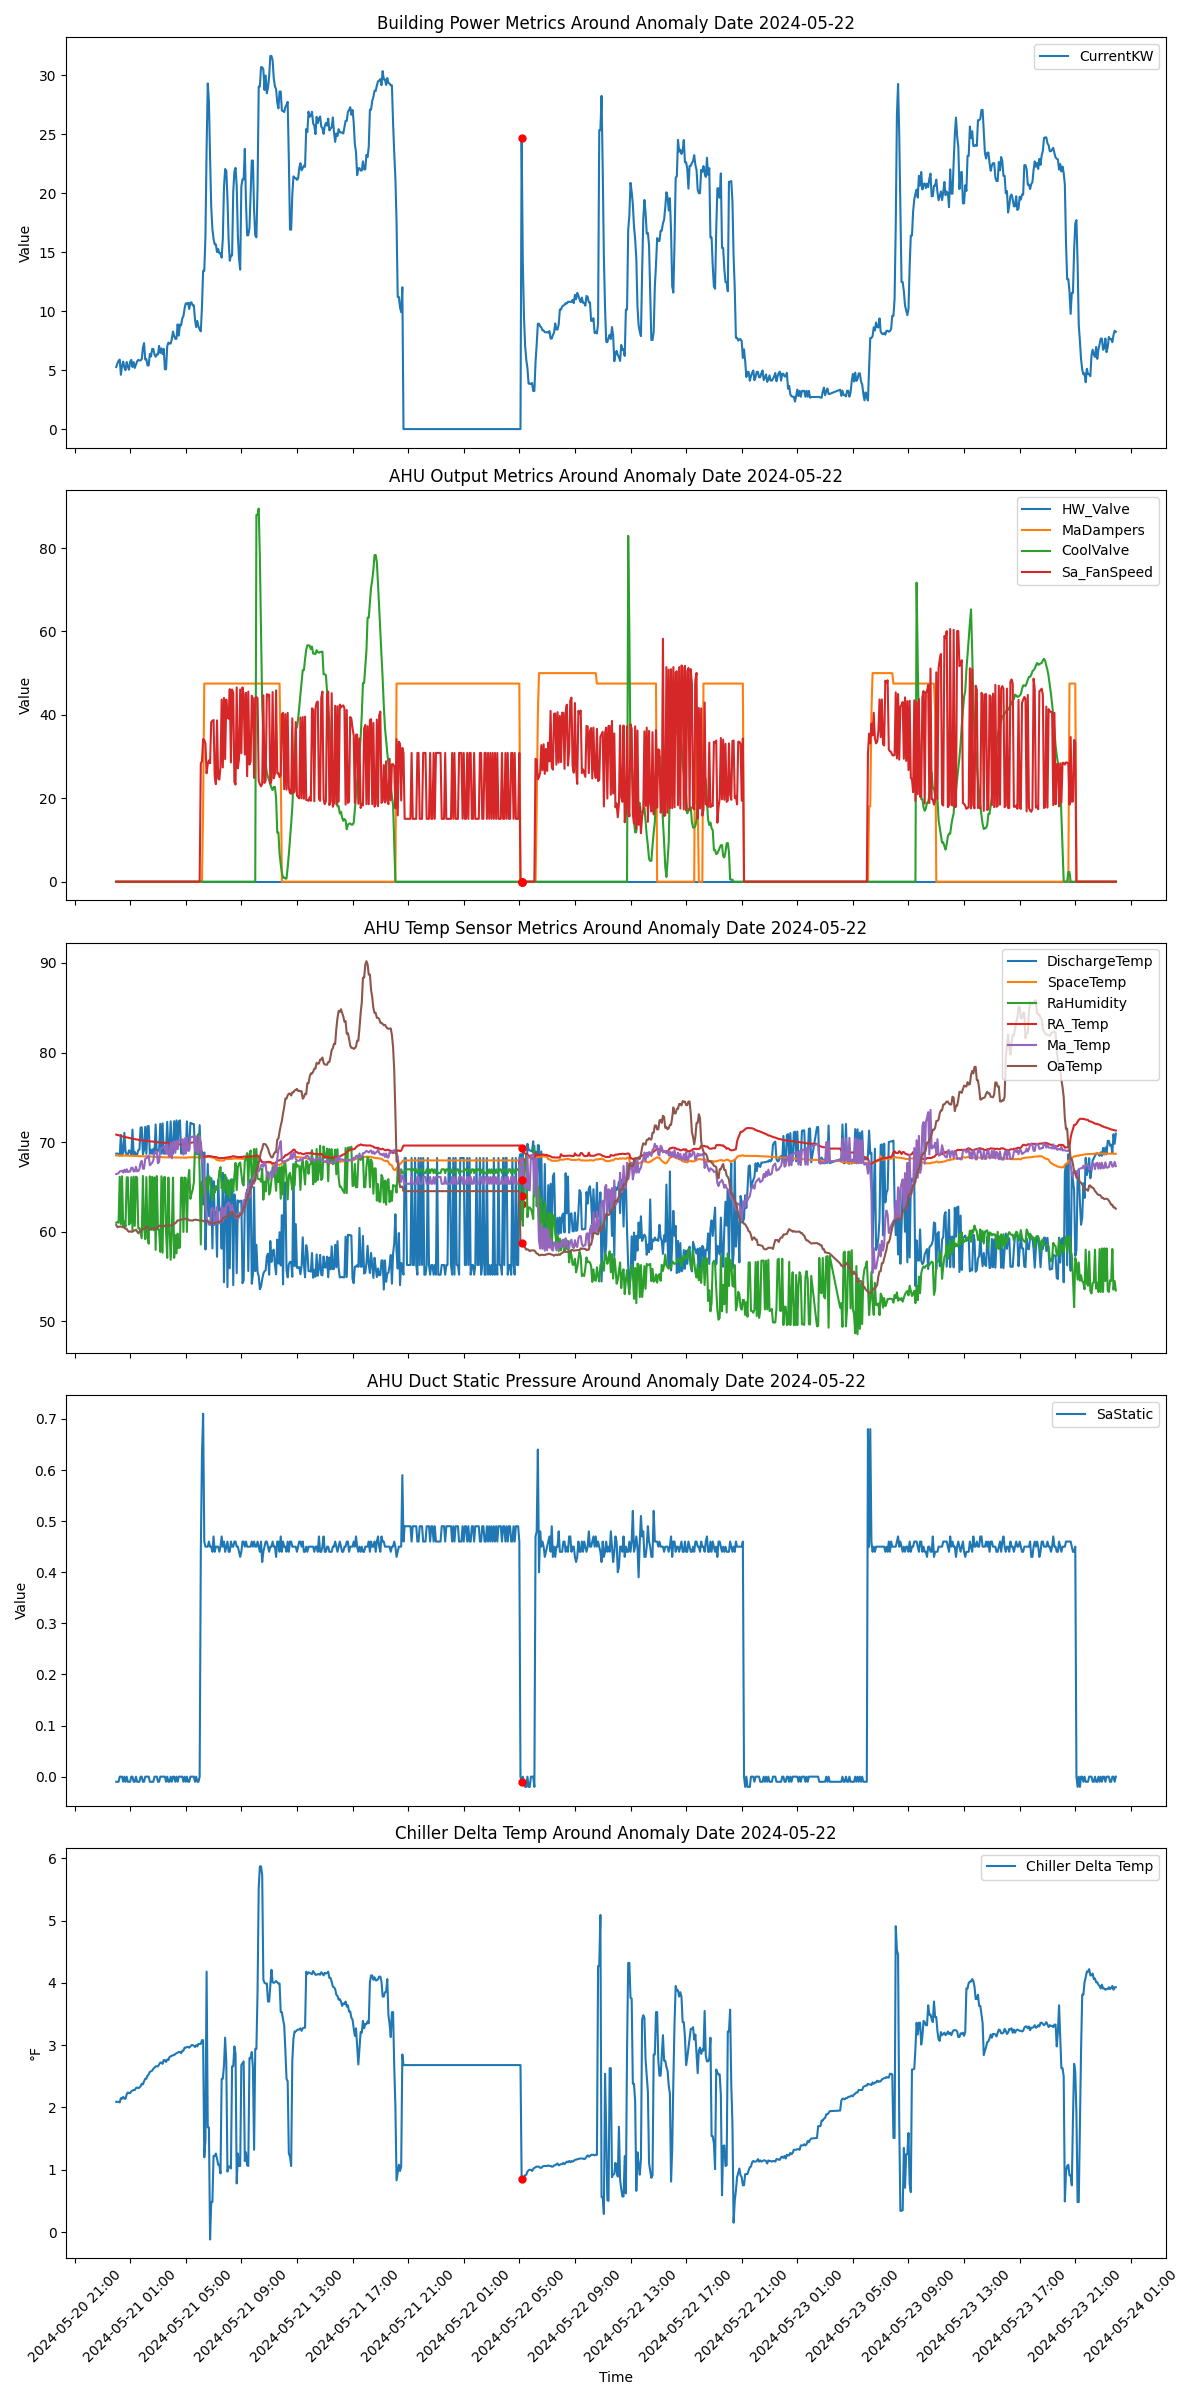 Building Power Metrics Around Anomaly Date 2024-05-22
CurrentKW
30
25
20
15
10
5
0
Value
AHU Output Metrics Around Anomaly Date 2024-05-22
HW_Valve
MaDampers
CoolValve
Sa_FanSpeed
80
60
40
20
0
Value
AHU Temp Sensor Metrics Around Anomaly Date 2024-05-22
DischargeTemp
SpaceTemp
RaHumidity
RA_Temp
Ma_Temp
OaTemp
90
80
70
60
50
Value
AHU Duct Static Pressure Around Anomaly Date 2024-05-22
SaStatic
0.7
0.6
0.5
0.4
0.3
0.2
0.1
0.0
Value
Chiller Delta Temp Around Anomaly Date 2024-05-22
Chiller Delta Temp
6
5
4
3
2
1
0
°F
2024-05-20 21:00
2024-05-21 01:00
2024-05-21 05:00
2024-05-21 09:00
2024-05-21 13:00
2024-05-21 17:00
2024-05-21 21:00
2024-05-22 01:00
2024-05-22 05:00
2024-05-22 09:00
2024-05-22 13:00
2024-05-22 17:00
2024-05-22 21:00
2024-05-23 01:00
2024-05-23 05:00
2024-05-23 09:00
2024-05-23 13:00
2024-05-23 17:00
2024-05-23 21:00
2024-05-24 01:00
Time